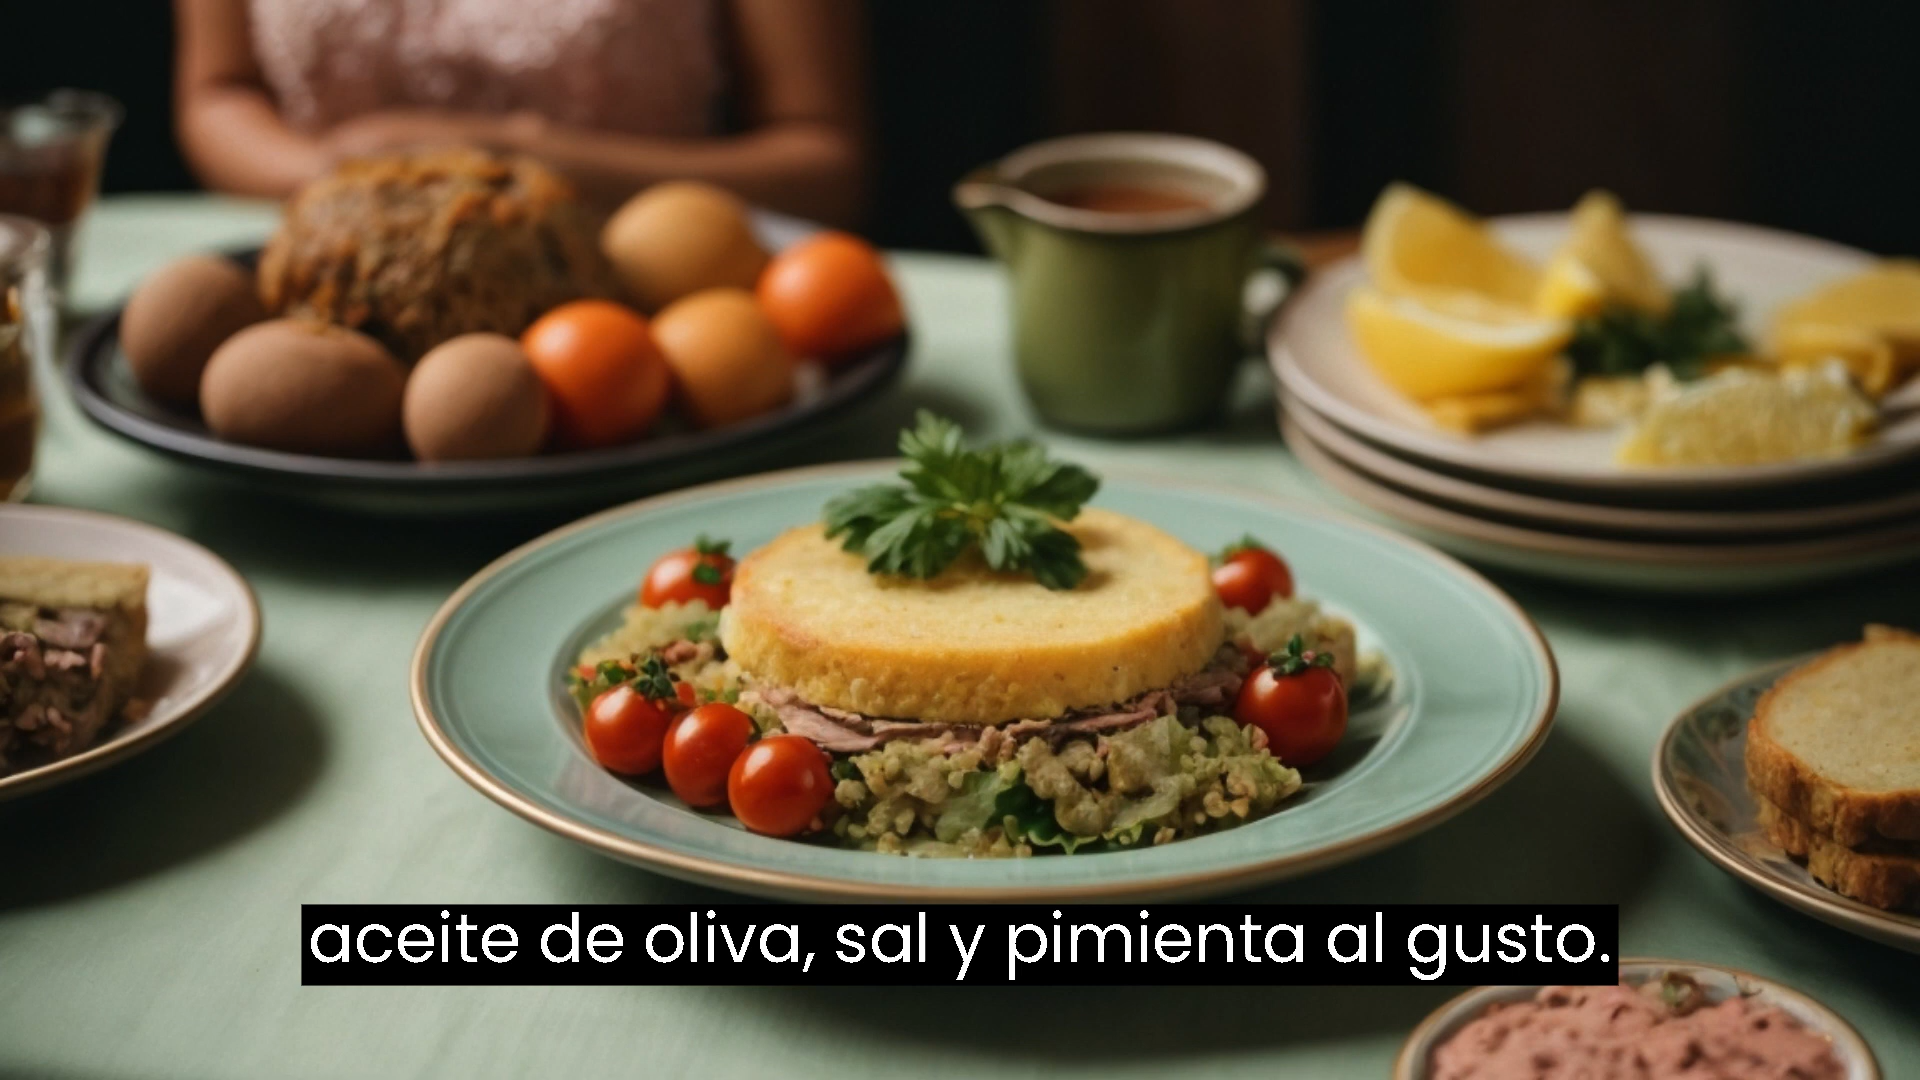 aceite de oliva, sal y pimienta al gusto.